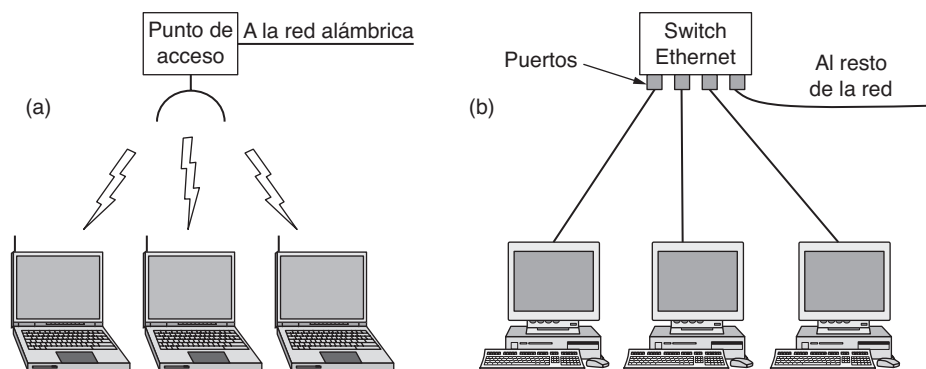 Punto de
acceso
A la red alámbrica
(a)
Switch
Ethernet
Puertos
Al resto
de la red
(b)